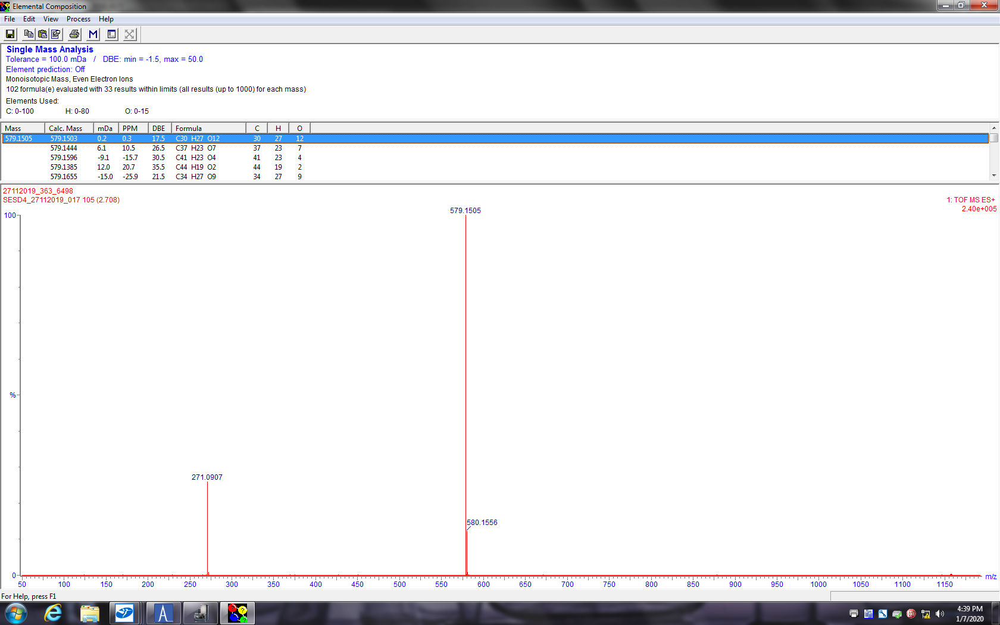 Elemental Composition
File Edit View Process Help
Single Mass Analysis
Tolerance = 100.0 mDa / DBE: min = -1.5, max = 50.0
Element prediction: Off
Monoisotopic Mass, Even Electron Ions
102 formula(e) evaluated with 33 results within limits (all results (up to 1000) for each mass)
Elements Used:
C: 0-100 H: 0-80 O: 0-15
Mass Calc. Mass mDa PPM DBE Formula C H O
579.1505 579.1503 0.2 0.3 17.5 C30 H27 O12 30 27 12
579.1444 6.1 10.5 26.5 C37 H23 O7 37 23 7
579.1596 -9.1 -15.7 30.5 C41 H23 O4 41 23 4
579.1385 12.0 20.7 35.5 C44 H19 O2 44 19 2
579.1655 -15.0 -25.9 21.5 C34 H27 O9 34 27 9
27112019_363_6498
SESD4_27112019_017 105 (2.708)
1: TOF MS ES+
2.40e+005
100
579.1505
%
271.0907
580.1556
0
50 100 150 200 250 300 350 400 450 500 550 600 650 700 750 800 850 900 950 1000 1050 1100 1150
m/z
For Help, press F1
4:39 PM
1/7/2020